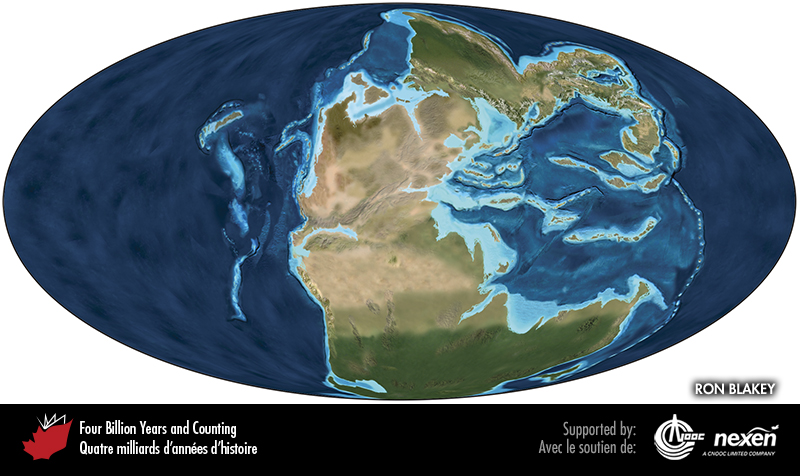 RON BLAKEY
Four Billion Years and Counting
Quatre milliards d'années d'histoire
Supported by:
Avec le soutien de:
CNOOC
nexen
A CNOOC LIMITED COMPANY